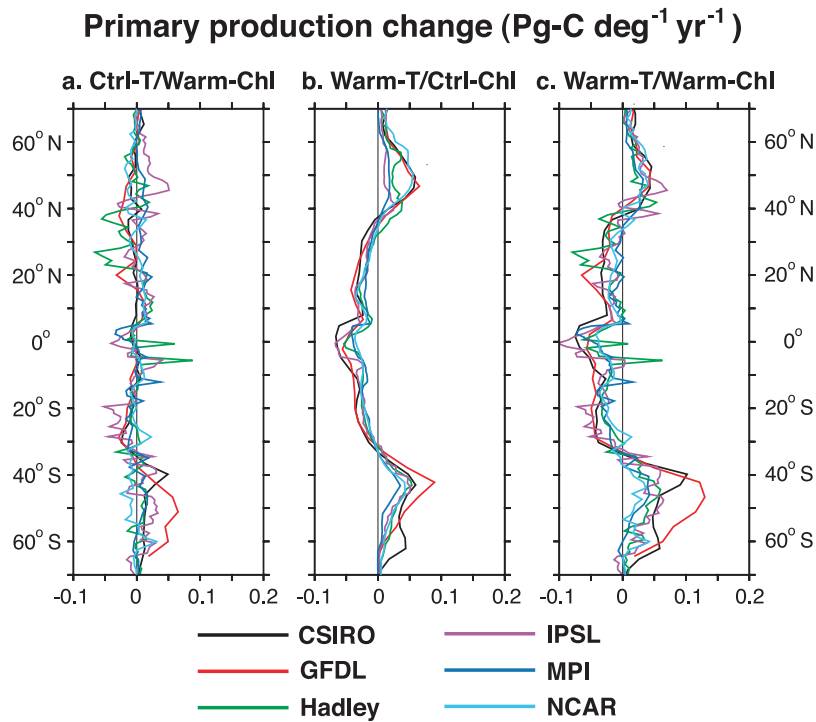 Primary production change (Pg-C deg⁻¹ yr⁻¹)
a. Ctrl-T/Warm-Chl
b. Warm-T/Ctrl-Chl
c. Warm-T/Warm-Chl
60° N
40° N
20° N
0°
20° S
40° S
60° S
60° N
40° N
20° N
0°
20° S
40° S
60° S
-0.1 0 0.1 0.2
-0.1 0 0.1 0.2
-0.1 0 0.1 0.2
CSIRO
GFDL
Hadley
IPSL
MPI
NCAR